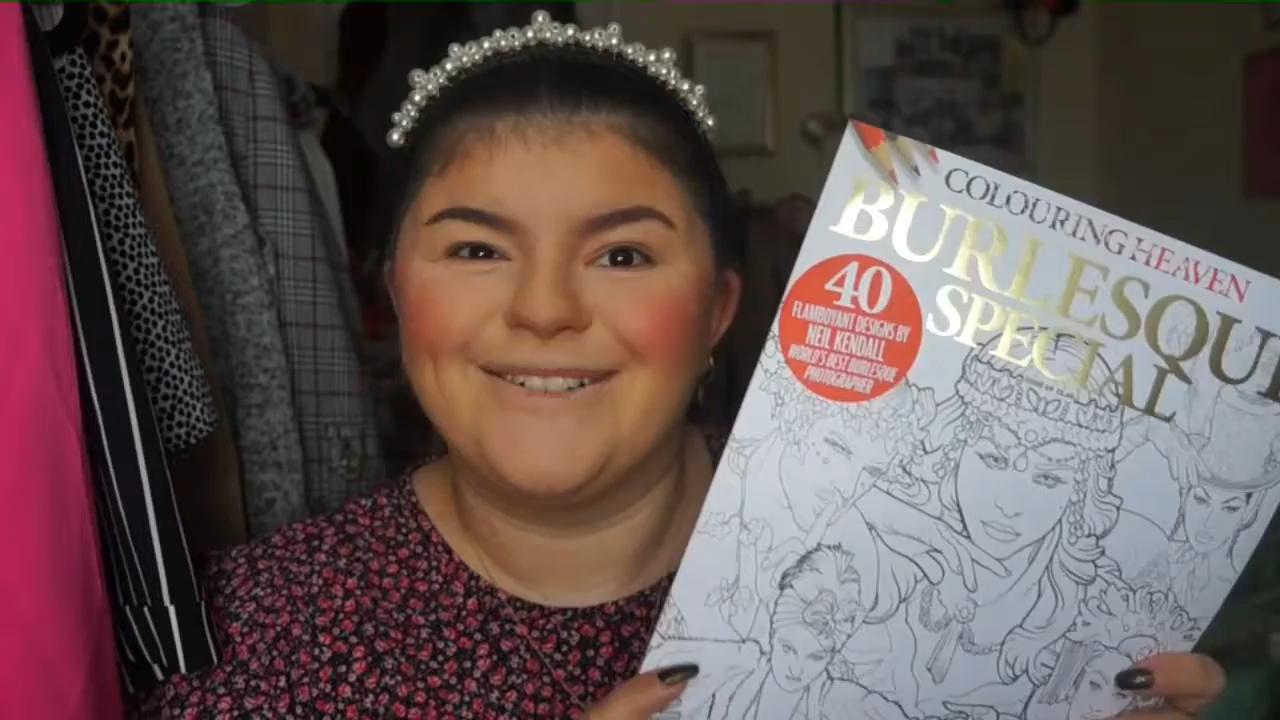 COLOURING HEAVEN
BURLESQUE
SPECIAL
40
FLAMBOYANT DESIGNS BY
NEIL KENDALL
WORLD'S BEST BURLESQUE
PHOTOGRAPHER